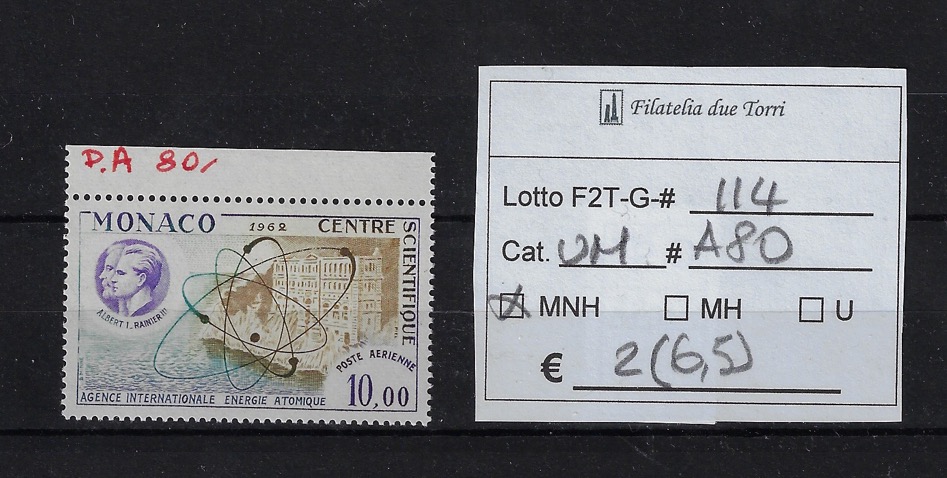 P.A 80,
MONACO
1962
CENTRE
SCIENTIFIQUE
ALBERT I_RAINIER III
POSTE AERIENNE
10,00
AGENCE INTERNATIONALE ENERGIE ATOMIQUE
Filatelia due Torri
Lotto F2T-G-# 114
Cat. UM # A80
MNH MH U
€ 2 (6,5)